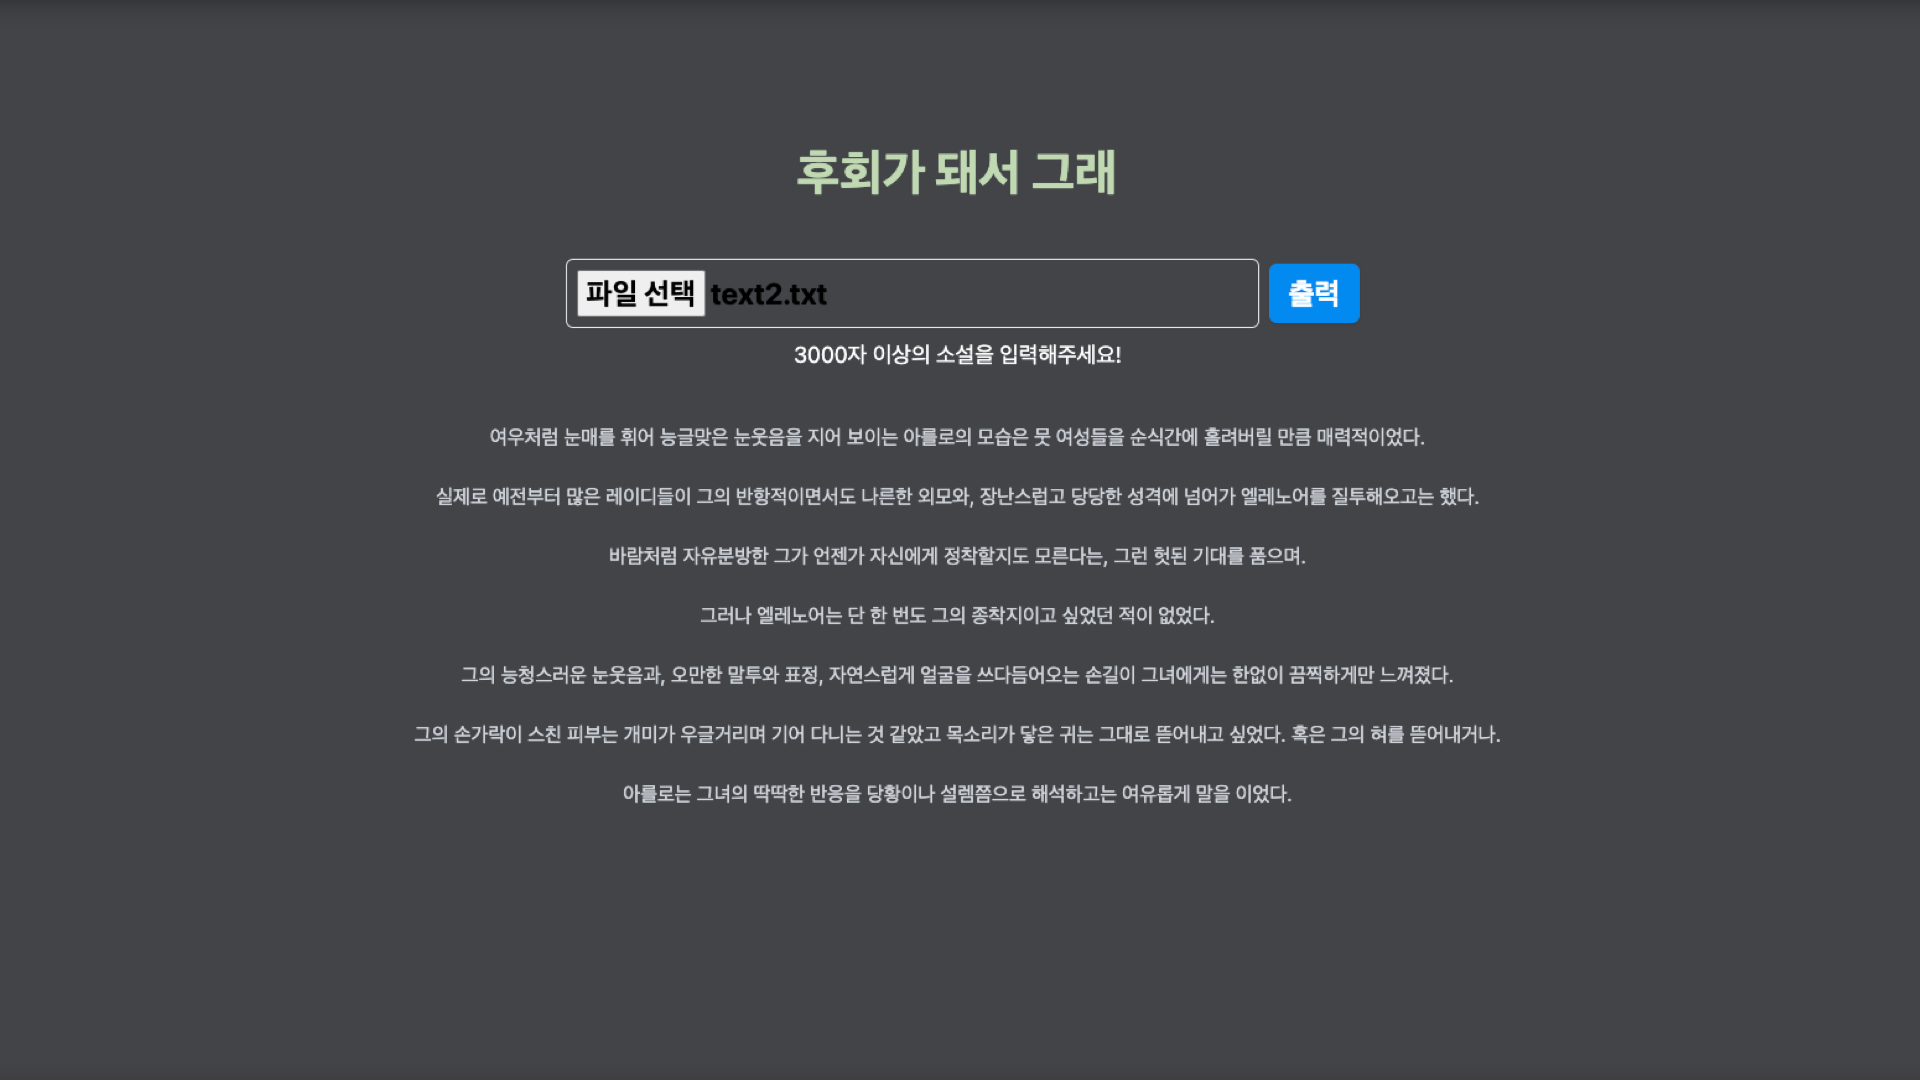 후회가 돼서 그래
파일 선택 text2.txt
출력
3000자 이상의 소설을 입력해주세요!
여우처럼 눈매를 휘어 능글맞은 눈웃음을 지어 보이는 아를로의 모습은 뭇 여성들을 순식간에 홀려버릴 만큼 매력적이었다.
실제로 예전부터 많은 레이디들이 그의 반항적이면서도 나른한 외모와, 장난스럽고 당당한 성격에 넘어가 엘레노어를 질투해오고는 했다.
바람처럼 자유분방한 그가 언젠가 자신에게 정착할지도 모른다는, 그런 헛된 기대를 품으며.
그러나 엘레노어는 단 한 번도 그의 종착지이고 싶었던 적이 없었다.
그의 능청스러운 눈웃음과, 오만한 말투와 표정, 자연스럽게 얼굴을 쓰다듬어오는 손길이 그녀에게는 한없이 끔찍하게만 느껴졌다.
그의 손가락이 스친 피부는 개미가 우글거리며 기어 다니는 것 같았고 목소리가 닿은 귀는 그대로 뜯어내고 싶었다. 혹은 그의 혀를 뜯어내거나.
아를로는 그녀의 딱딱한 반응을 당황이나 설렘쯤으로 해석하고는 여유롭게 말을 이었다.